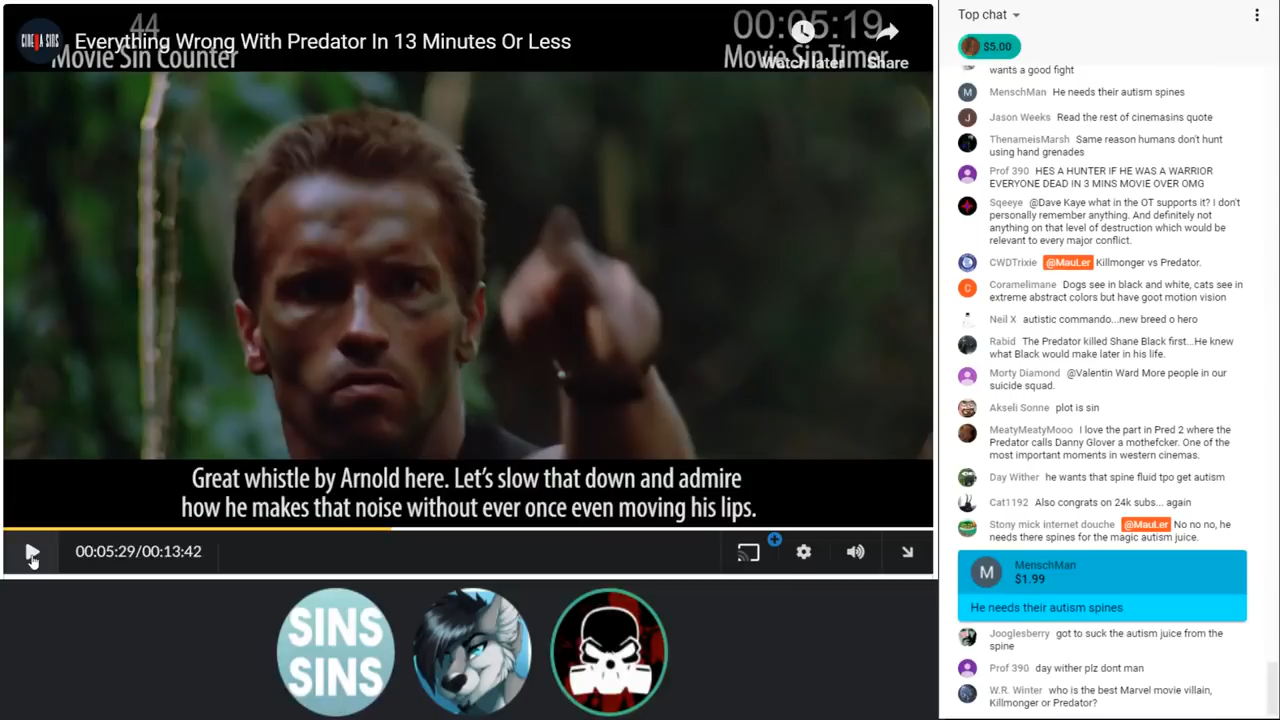 44
Movie Sin Counter
CINEMA SINS
Everything Wrong With Predator In 13 Minutes Or Less
00:05:19
Movie Sin Timer
Watch later
Share
Great whistle by Arnold here. Let's slow that down and admire
how he makes that noise without ever once even moving his lips.
00:05:29/00:13:42
SINS
SINS
Top chat
$5.00
wants a good fight
M MenschMan He needs their autism spines
J Jason Weeks Read the rest of cinemasins quote
ThenameisMarsh Same reason humans don't hunt
using hand grenades
Prof 390 HES A HUNTER IF HE WAS A WARRIOR
EVERYONE DEAD IN 3 MINS MOVIE OVER OMG
Sqeeye @Dave Kaye what in the OT supports it? I don't
personally remember anything. And definitely not
anything on that level of destruction which would be
relevant to every major conflict.
CWDTrixie @MauLer Killmonger vs Predator.
C Coramelimane Dogs see in black and white, cats see in
extreme abstract colors but have goot motion vision
Neil X autistic commando...new breed o hero
Rabid The Predator killed Shane Black first...He knew
what Black would make later in his life.
Morty Diamond @Valentin Ward More people in our
suicide squad.
Akseli Sonne plot is sin
MeatyMeatyMooo I love the part in Pred 2 where the
Predator calls Danny Glover a mothefcker. One of the
most important moments in western cinemas.
Day Wither he wants that spine fluid tpo get autism
Cat1192 Also congrats on 24k subs... again
Stony mick internet douche @MauLer No no no, he
needs there spines for the magic autism juice.
M MenschMan
$1.99
He needs their autism spines
Jooglesberry got to suck the autism juice from the
spine
Prof 390 day wither plz dont man
W.R. Winter who is the best Marvel movie villain,
Killmonger or Predator?